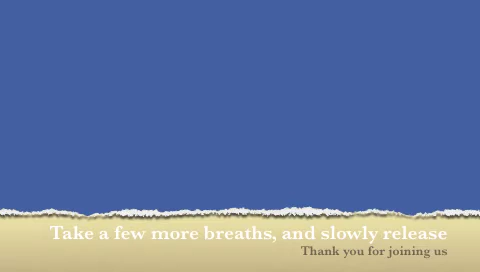 Take a few more breaths, and slowly release
Thank you for joining us